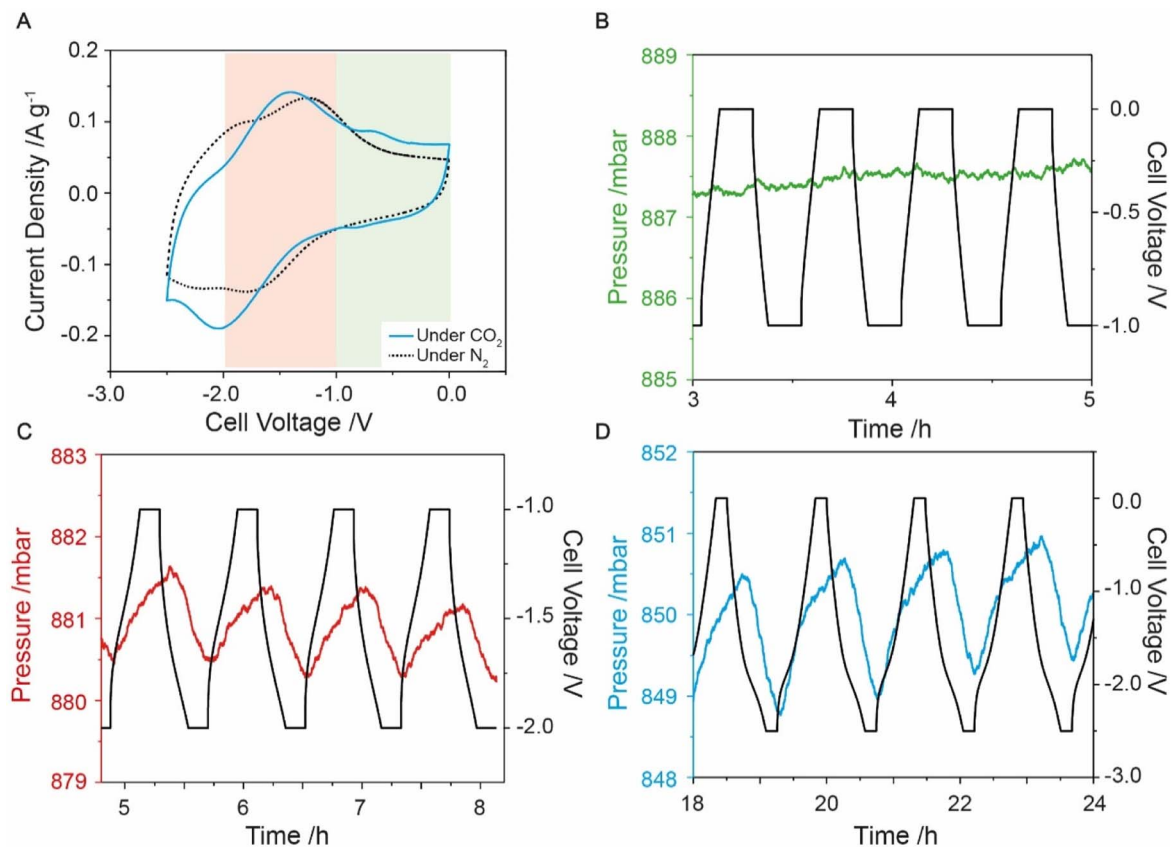 A
Current Density /A g⁻¹
0.2
0.1
0.0
-0.1
-0.2
-3.0 -2.0 -1.0 0.0
Cell Voltage /V
Under CO₂
Under N₂
B
Pressure /mbar
889
888
887
886
885
3 4 5
Time /h
0.0
-0.5
-1.0
Cell Voltage /V
C
Pressure /mbar
883
882
881
880
879
5 6 7 8
Time /h
-1.0
-1.5
-2.0
Cell Voltage /V
D
Pressure /mbar
852
851
850
849
848
18 20 22 24
Time /h
0.0
-1.0
-2.0
-3.0
Cell Voltage /V